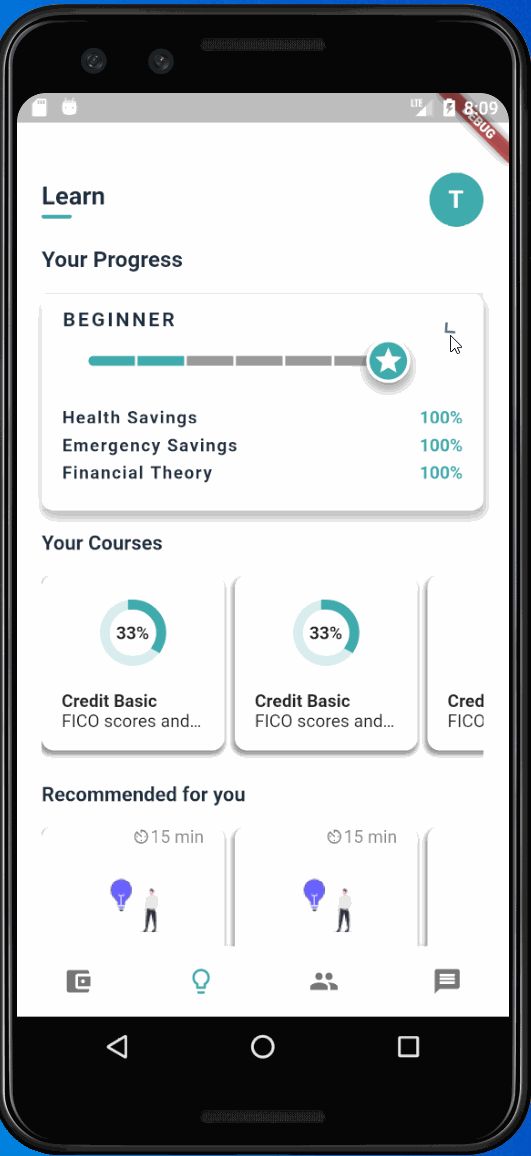 LTE 8:09
DEBUG
Learn
T
Your Progress
BEGINNER
Health Savings 100%
Emergency Savings 100%
Financial Theory 100%
Your Courses
33% 33%
Credit Basic Credit Basic Cred
FICO scores and... FICO scores and... FICO
Recommended for you
15 min 15 min